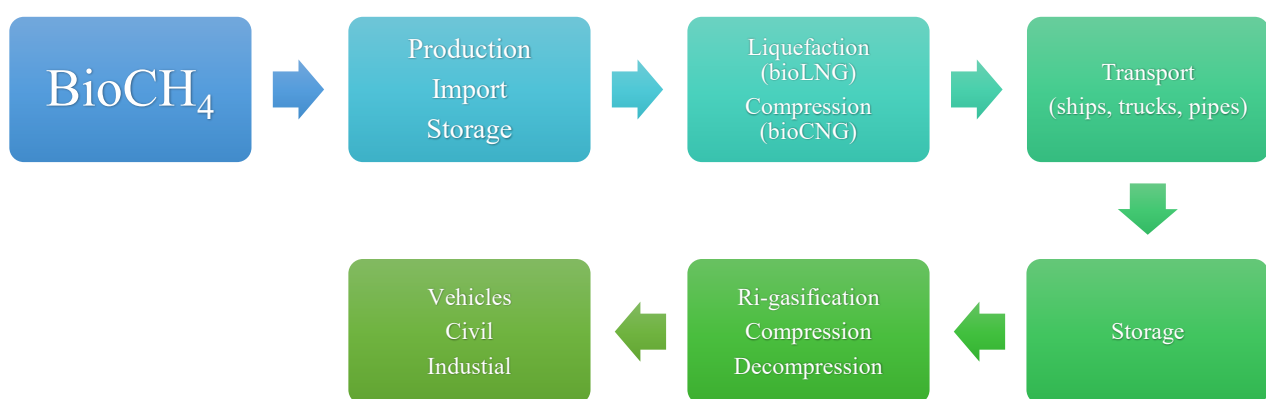 BioCH₄
Production
Import
Storage
Liquefaction
(bioLNG)
Compression
(bioCNG)
Transport
(ships, trucks, pipes)
Storage
Ri-gasification
Compression
Decompression
Vehicles
Civil
Industial